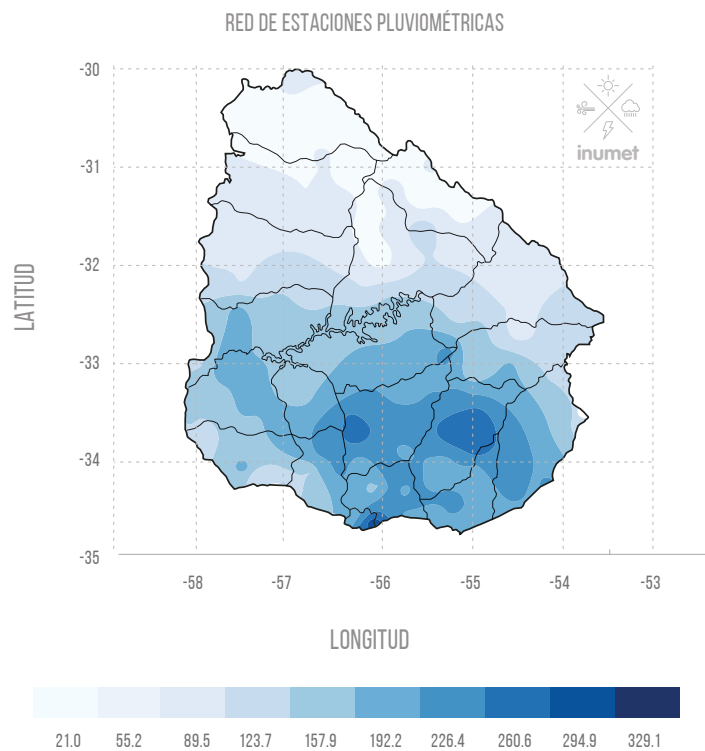 RED DE ESTACIONES PLUVIOMÉTRICAS
-30
inumet
-31
-32
LATITUD
-33
-34
-35
-58 -57 -56 -55 -54 -53
LONGITUD
21.0 55.2 89.5 123.7 157.9 192.2 226.4 260.6 294.9 329.1